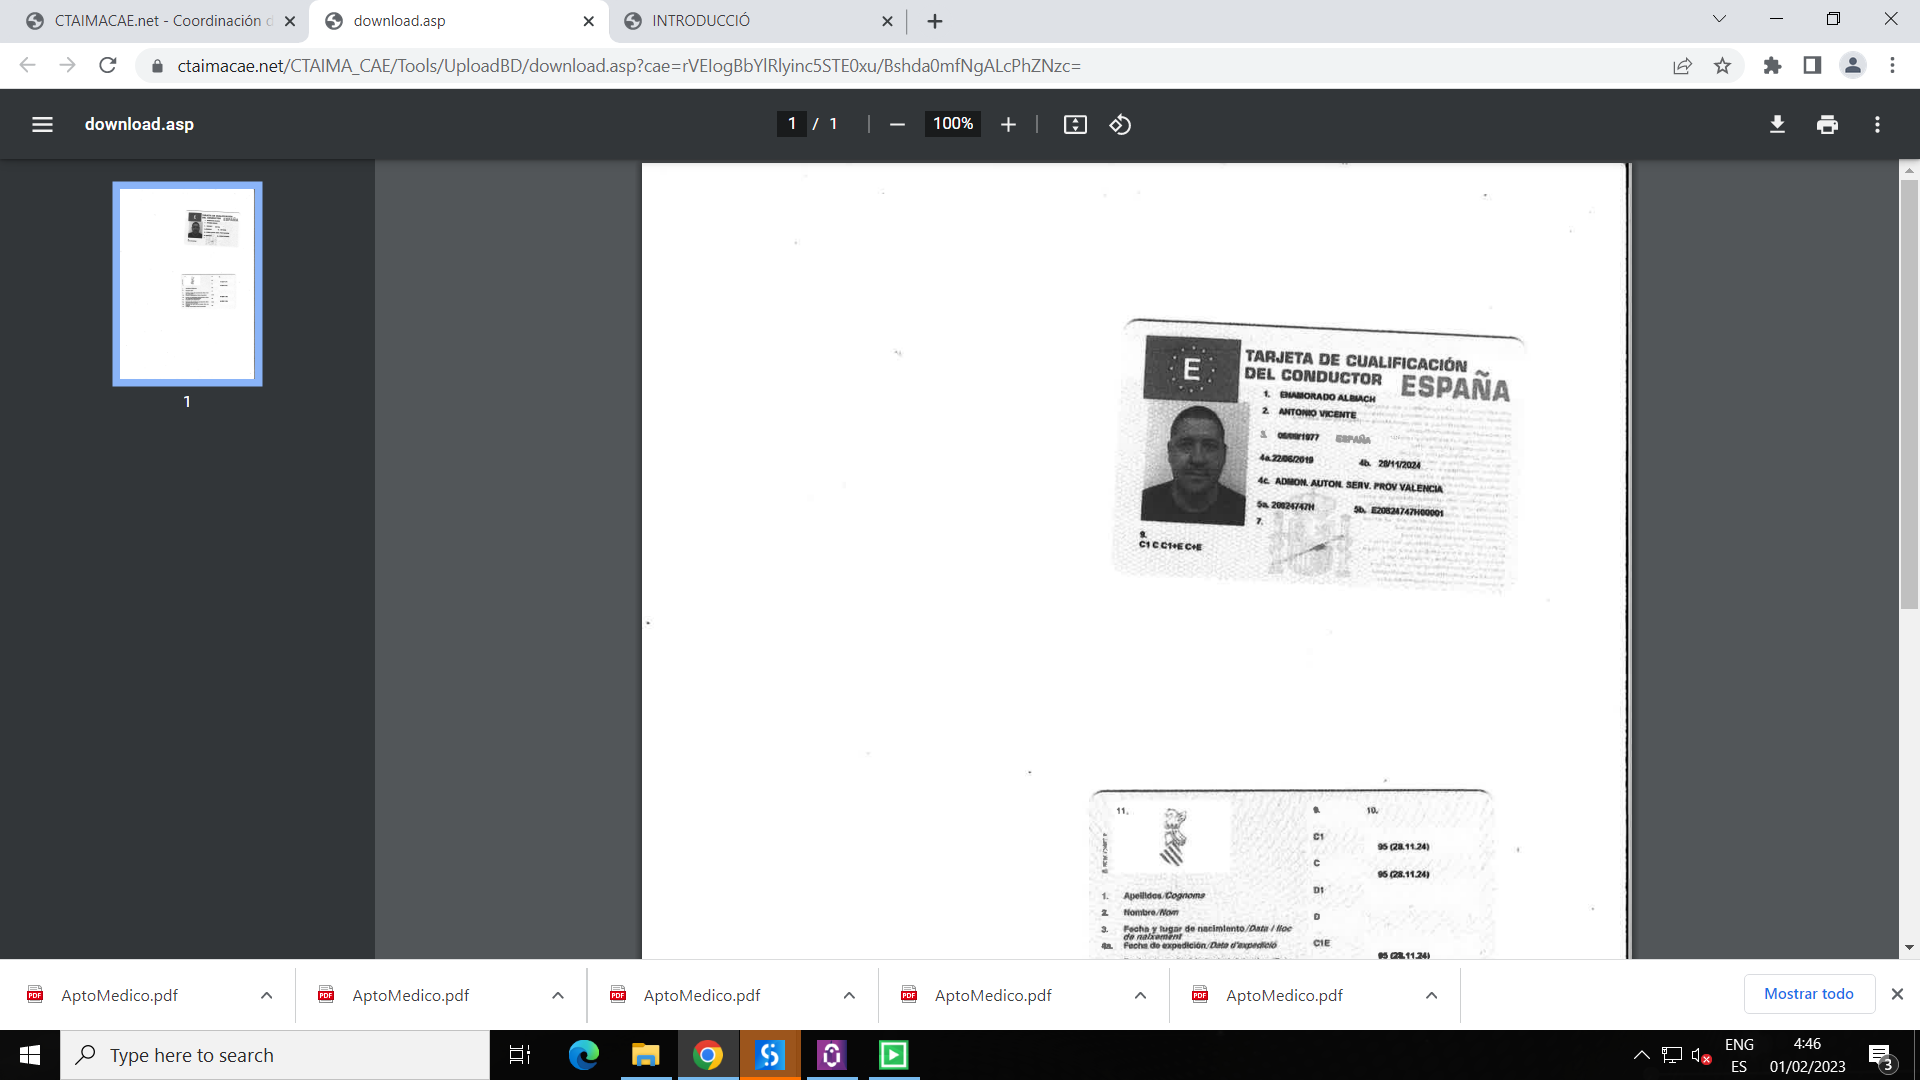 CTAIMACAE.net - Coordinación d
download.asp
INTRODUCCIÓ
ctaimacae.net/CTAIMA_CAE/Tools/UploadBD/download.asp?cae=rVEIogBbYlRlyinc5STE0xu/Bshda0mfNgALcPhZNzc=
download.asp
1 / 1
100%
1
E
TARJETA DE CUALIFICACIÓN
DEL CONDUCTOR ESPAÑA
1. ENAMORADO ALBIACH
2. ANTONIO VICENTE
3. ESPAÑA
4a. 22/06/2019 4b. 28/11/2024
4c. ADMON. AUTON. SERV. PROV VALENCIA
5a. 20824747H 5b. E20824747H00001
7.
9.
C1 C C1+E C+E
11. 9. 10.
C1
95 (28.11.24)
C
95 (28.11.24)
D1
1. Apellidos/Cognoms
2. Nombre/Nom
D
3. Fecha y lugar de nacimiento/Data i lloc
de naixement
4a. Fecha de expedición/Data d'expedició
C1E
95 (28.11.24)
AptoMedico.pdf
AptoMedico.pdf
AptoMedico.pdf
AptoMedico.pdf
AptoMedico.pdf
Mostrar todo
Type here to search
ENG
ES
4:46
01/02/2023
3